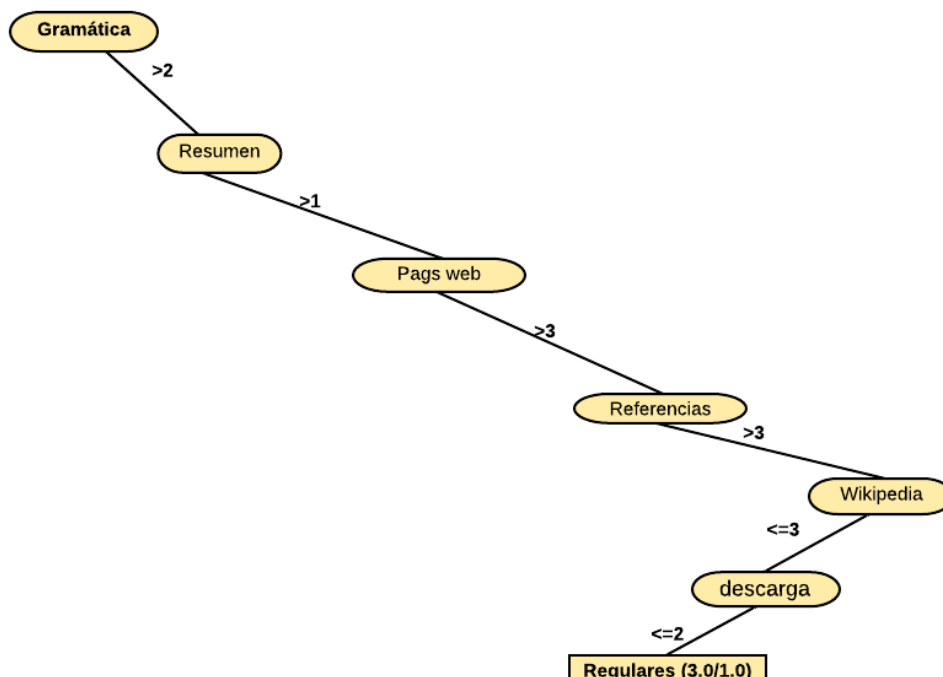 Gramática
>2
Resumen
>1
Pags web
>3
Referencias
>3
Wikipedia
<=3
descarga
<=2
Regulares (3.0/1.0)